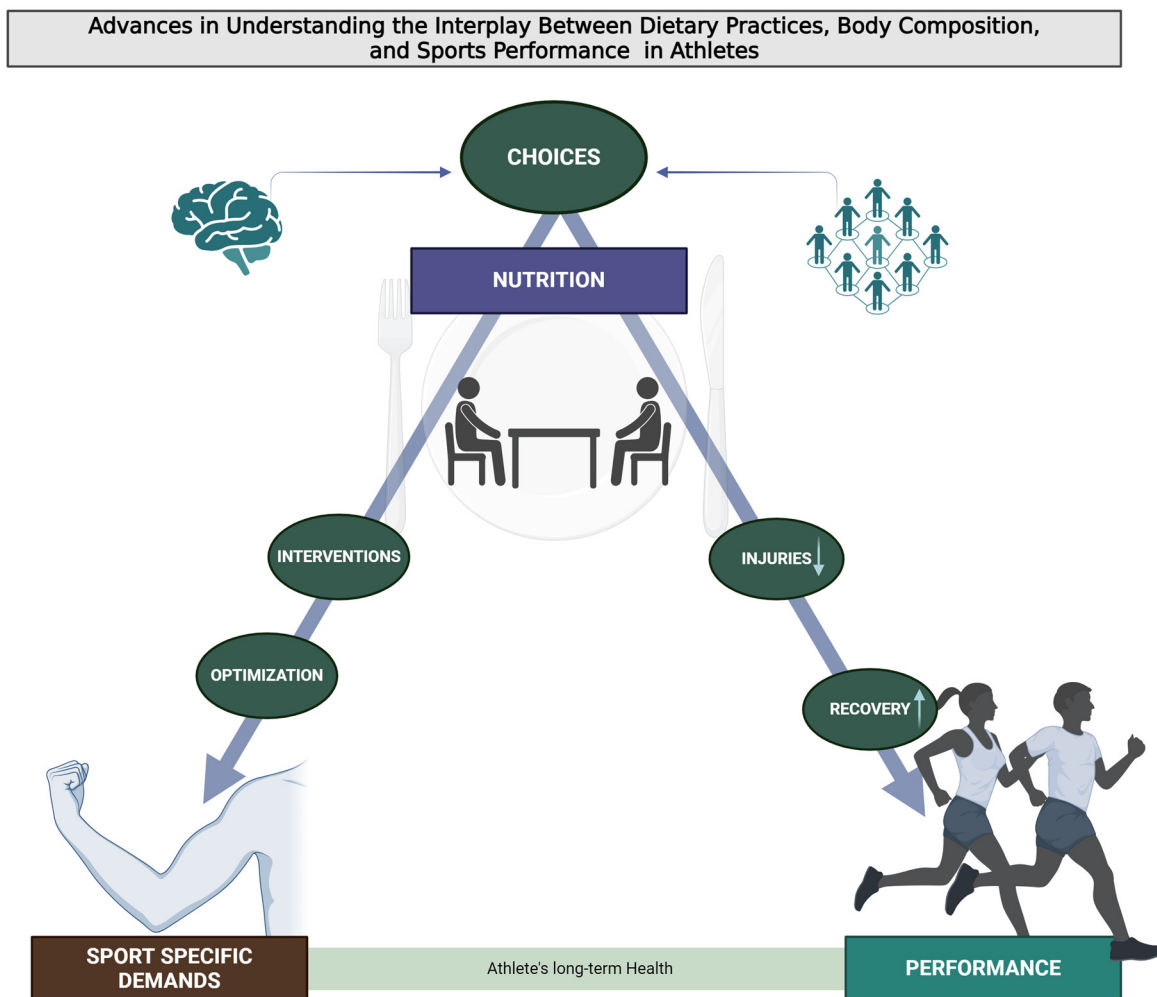 Advances in Understanding the Interplay Between Dietary Practices, Body Composition,
and Sports Performance  in Athletes
CHOICES
NUTRITION
INTERVENTIONS
INJURIES
OPTIMIZATION
RECOVERY
SPORT SPECIFIC
DEMANDS
Athlete's long-term Health
PERFORMANCE